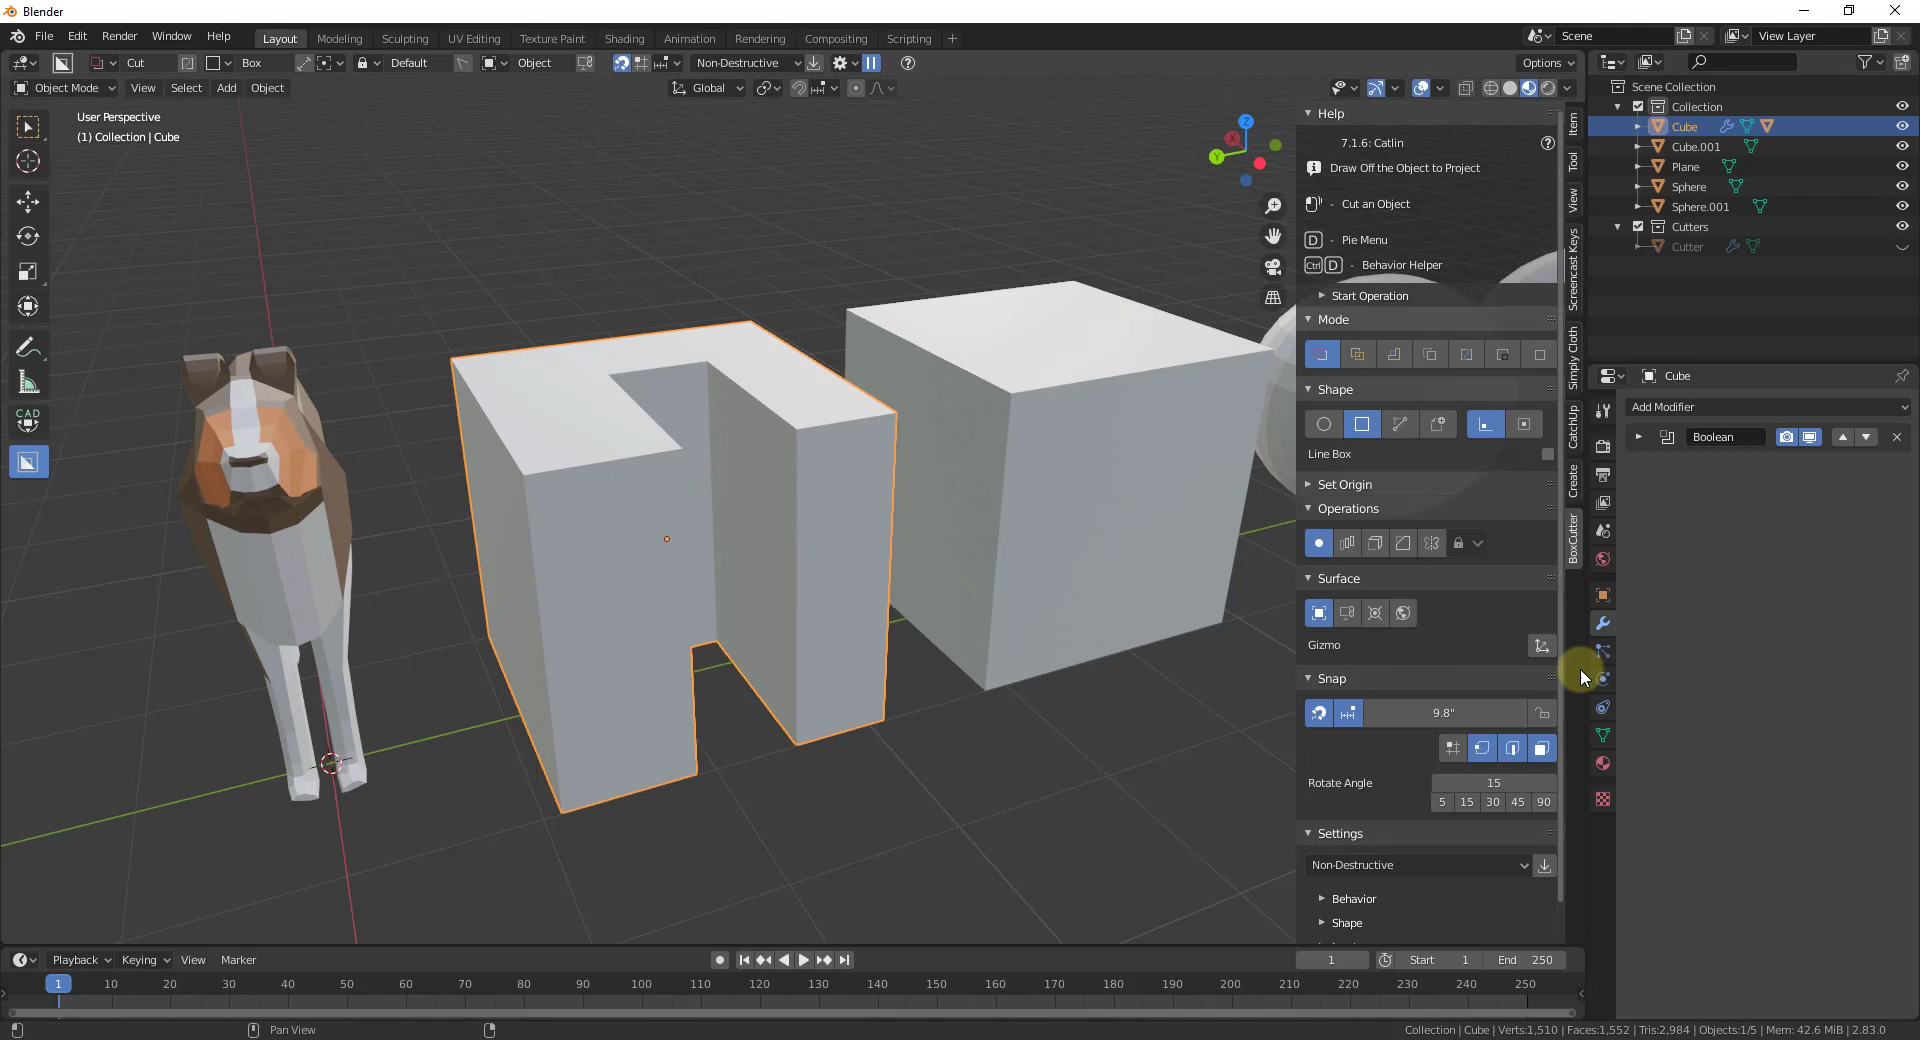 Blender
File Edit Render Window Help
Layout Modeling Sculpting UV Editing Texture Paint Shading Animation Rendering Compositing Scripting
Scene View Layer
Cut Box Default Object Non-Destructive Options
Object Mode View Select Add Object Global
User Perspective
(1) Collection | Cube
CAD
Z
Y
X
Help
7.1.6: Catlin
Draw Off the Object to Project
Cut an Object
D - Pie Menu
Ctrl D - Behavior Helper
Start Operation
Mode
Shape
Line Box
Set Origin
Operations
Surface
Gizmo
Snap
9.8"
Rotate Angle 15
5 15 30 45 90
Settings
Non-Destructive
Behavior
Shape
Item
Tool
View
Screencast Keys
Simply Cloth
CatchUp
Create
BoxCutter
Scene Collection
Collection
Cube
Cube.001
Plane
Sphere
Sphere.001
Cutters
Cutter
Cube
Add Modifier
Boolean
Playback Keying View Marker
1 Start 1 End 250
1 10 20 30 40 50 60 70 80 90 100 110 120 130 140 150 160 170 180 190 200 210 220 230 240 250
Pan View
Collection | Cube | Verts:1,510 | Faces:1,552 | Tris:2,984 | Objects:1/5 | Mem: 42.6 MiB | 2.83.0